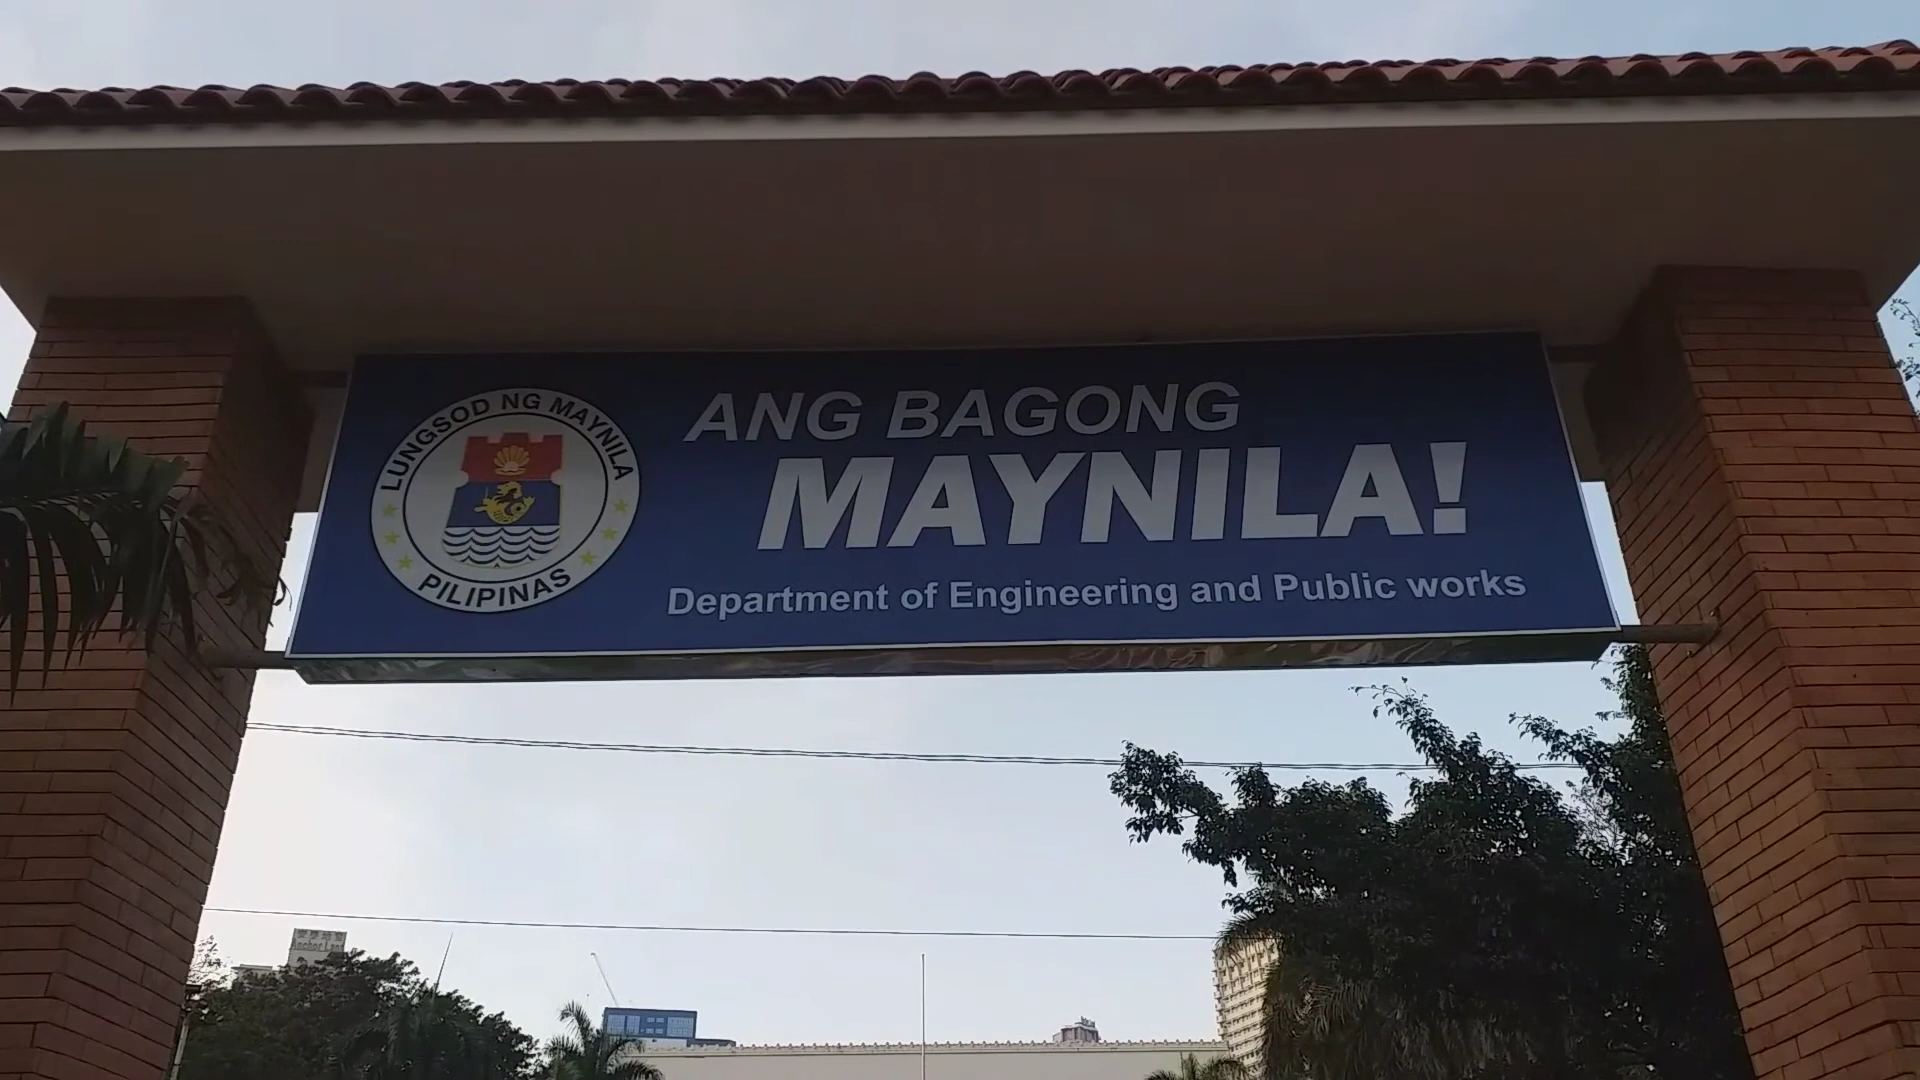 LUNGSOD NG MAYNILA
PILIPINAS
ANG BAGONG
MAYNILA!
Department of Engineering and Public works